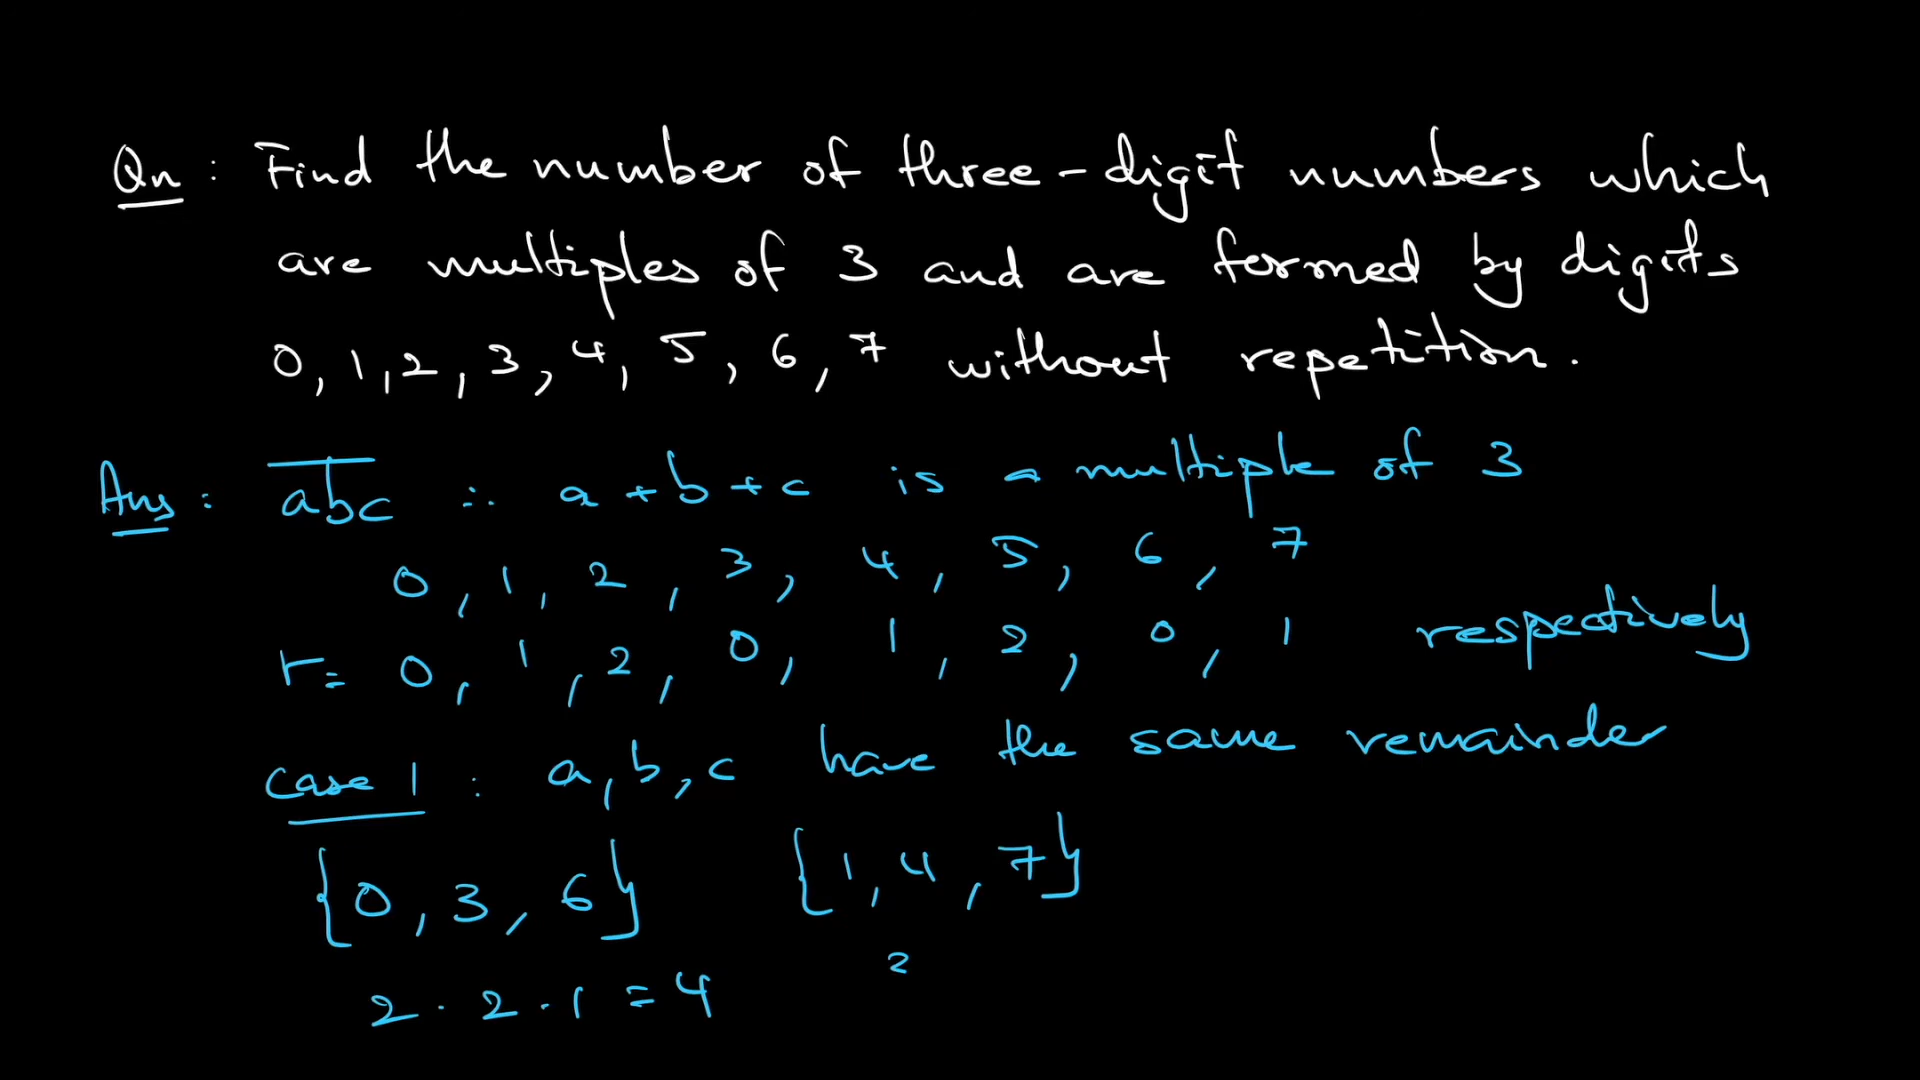 Qn : Find the number of three-digit numbers which
are multiples of 3 and are formed by digits
0, 1, 2, 3, 4, 5, 6, 7 without repetition.
Ans : abc ∴ a + b + c is a multiple of 3
0, 1, 2, 3, 4, 5, 6, 7
r = 0, 1, 2, 0, 1, 2, 0, 1 respectively
Case 1 : a, b, c have the same remainder
{0, 3, 6} {1, 4, 7}
2 · 2 · 1 = 4 2